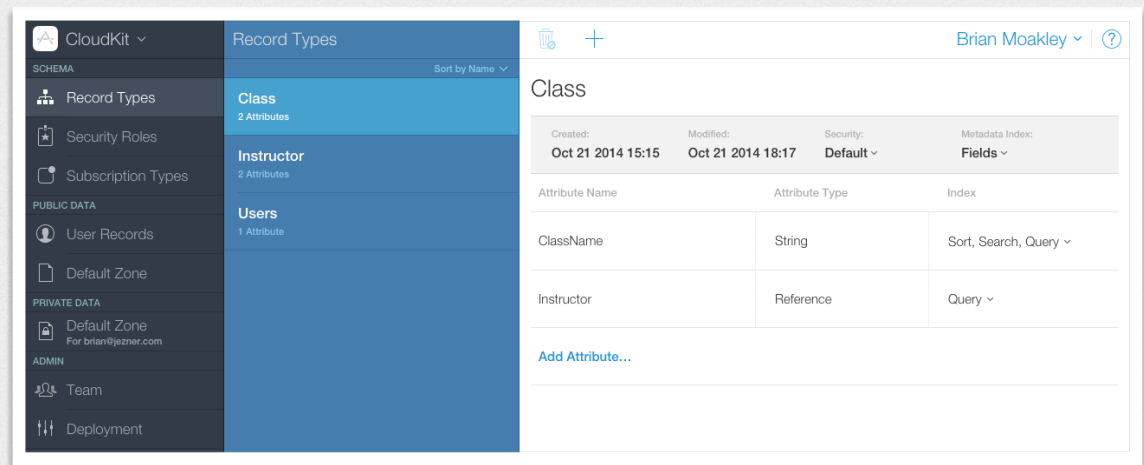 CloudKit
SCHEMA
Record Types
Security Roles
Subscription Types
PUBLIC DATA
User Records
Default Zone
PRIVATE DATA
Default Zone
For brian@jezner.com
ADMIN
Team
Deployment
Record Types
Sort by Name
Class
2 Attributes
Instructor
2 Attributes
Users
1 Attribute
Brian Moakley
?
Class
Created: Modified: Security: Metadata Index:
Oct 21 2014 15:15 Oct 21 2014 18:17 Default Fields
Attribute Name Attribute Type Index
ClassName String Sort, Search, Query
Instructor Reference Query
Add Attribute...